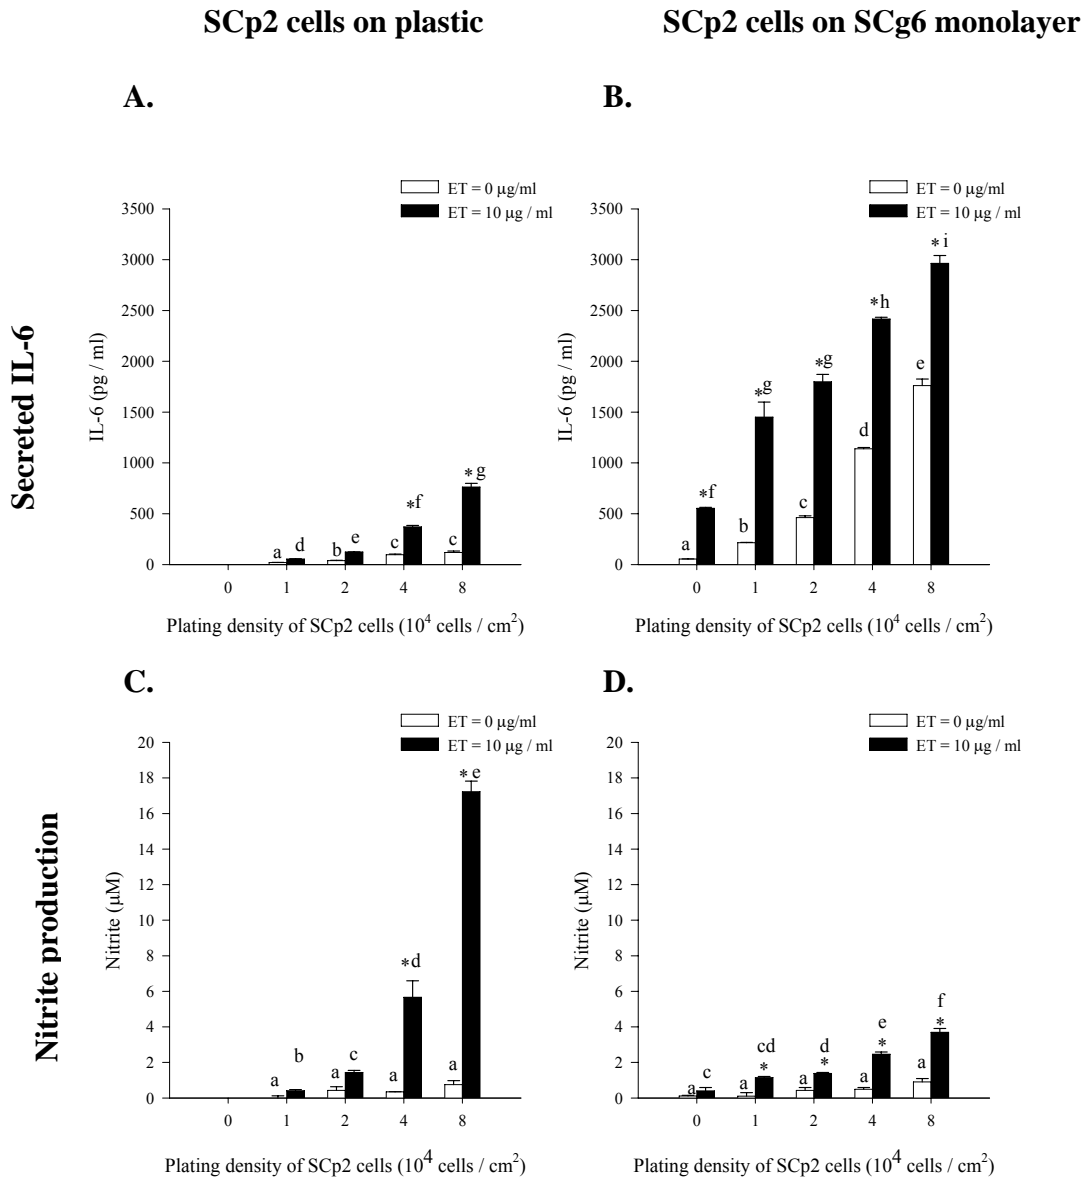 SCp2 cells on plastic
SCp2 cells on SCg6 monolayer
A.
B.
Secreted IL-6
ET = 0 μg/ml
ET = 10 μg / ml
3500
3000
2500
2000
1500
1000
500
0
IL-6 (pg / ml)
a
d
b
e
c
*f
c
*g
0
1
2
4
8
Plating density of SCp2 cells (10⁴ cells / cm²)
ET = 0 μg/ml
ET = 10 μg / ml
3500
3000
2500
2000
1500
1000
500
0
IL-6 (pg / ml)
a
*f
b
*g
c
*g
d
*h
e
*i
0
1
2
4
8
Plating density of SCp2 cells (10⁴ cells / cm²)
C.
D.
Nitrite production
ET = 0 μg/ml
ET = 10 μg / ml
20
18
16
14
12
10
8
6
4
2
0
Nitrite (μM)
a
b
a
c
a
*d
a
*e
0
1
2
4
8
Plating density of SCp2 cells (10⁴ cells / cm²)
ET = 0 μg/ml
ET = 10 μg / ml
20
18
16
14
12
10
8
6
4
2
0
Nitrite (μM)
a
c
a
cd
*
a
d
*
a
e
*
a
f
*
0
1
2
4
8
Plating density of SCp2 cells (10⁴ cells / cm²)